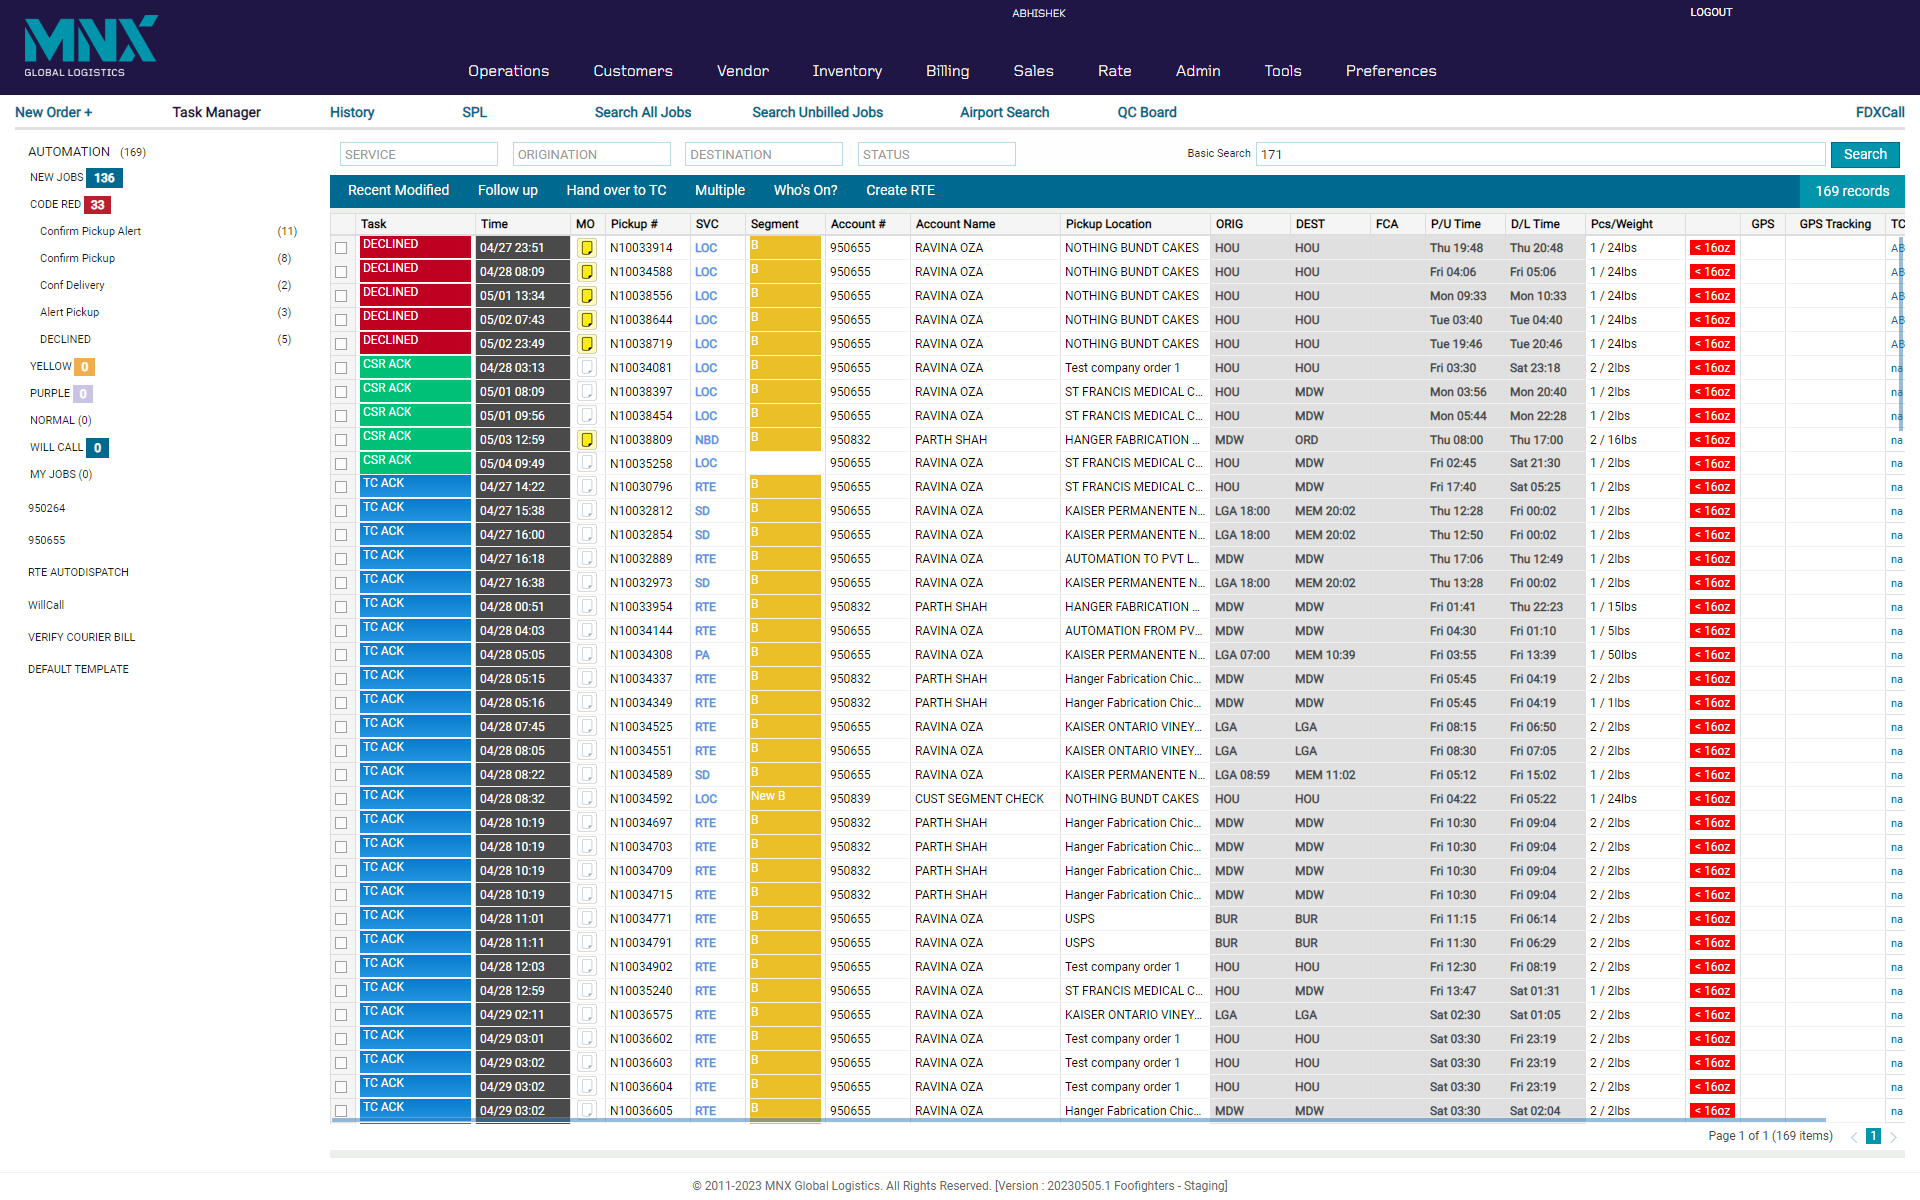 ABHISHEK
LOGOUT
MNX
GLOBAL LOGISTICS
Operations Customers Vendor Inventory Billing Sales Rate Admin Tools Preferences
New Order + Task Manager History SPL Search All Jobs Search Unbilled Jobs Airport Search QC Board FDXCall
AUTOMATION (169)
NEW JOBS 136
CODE RED 33
Confirm Pickup Alert (11)
Confirm Pickup (8)
Conf Delivery (2)
Alert Pickup (3)
DECLINED (5)
YELLOW 0
PURPLE 0
NORMAL (0)
WILL CALL 0
MY JOBS (0)
950264
950655
RTE AUTODISPATCH
WillCall
VERIFY COURIER BILL
DEFAULT TEMPLATE
SERVICE ORIGINATION DESTINATION STATUS Basic Search 171 Search
Recent Modified Follow up Hand over to TC Multiple Who's On? Create RTE 169 records
Task Time MO Pickup # SVC Segment Account # Account Name Pickup Location ORIG DEST FCA P/U Time D/L Time Pcs/Weight GPS GPS Tracking TC
DECLINED 04/27 23:51 N10033914 LOC B 950655 RAVINA OZA NOTHING BUNDT CAKES HOU HOU Thu 19:48 Thu 20:48 1 / 24lbs < 16oz AB
DECLINED 04/28 08:09 N10034588 LOC B 950655 RAVINA OZA NOTHING BUNDT CAKES HOU HOU Fri 04:06 Fri 05:06 1 / 24lbs < 16oz AB
DECLINED 05/01 13:34 N10038556 LOC B 950655 RAVINA OZA NOTHING BUNDT CAKES HOU HOU Mon 09:33 Mon 10:33 1 / 24lbs < 16oz AB
DECLINED 05/02 07:43 N10038644 LOC B 950655 RAVINA OZA NOTHING BUNDT CAKES HOU HOU Tue 03:40 Tue 04:40 1 / 24lbs < 16oz AB
DECLINED 05/02 23:49 N10038719 LOC B 950655 RAVINA OZA NOTHING BUNDT CAKES HOU HOU Tue 19:46 Tue 20:46 1 / 24lbs < 16oz AB
CSR ACK 04/28 03:13 N10034081 LOC B 950655 RAVINA OZA Test company order 1 HOU HOU Fri 03:30 Sat 23:18 2 / 2lbs < 16oz na
CSR ACK 05/01 08:09 N10038397 LOC B 950655 RAVINA OZA ST FRANCIS MEDICAL C... HOU MDW Mon 03:56 Mon 20:40 1 / 2lbs < 16oz na
CSR ACK 05/01 09:56 N10038454 LOC B 950655 RAVINA OZA ST FRANCIS MEDICAL C... HOU MDW Mon 05:44 Mon 22:28 1 / 2lbs < 16oz na
CSR ACK 05/03 12:59 N10038809 NBD B 950832 PARTH SHAH HANGER FABRICATION ... MDW ORD Thu 08:00 Thu 17:00 2 / 16lbs < 16oz na
CSR ACK 05/04 09:49 N10035258 LOC 950655 RAVINA OZA ST FRANCIS MEDICAL C... HOU MDW Fri 02:45 Sat 21:30 1 / 2lbs < 16oz na
TC ACK 04/27 14:22 N10030796 RTE B 950655 RAVINA OZA ST FRANCIS MEDICAL C... HOU MDW Fri 17:40 Sat 05:25 1 / 2lbs < 16oz na
TC ACK 04/27 15:38 N10032812 SD B 950655 RAVINA OZA KAISER PERMANENTE N... LGA 18:00 MEM 20:02 Thu 12:28 Fri 00:02 1 / 2lbs < 16oz na
TC ACK 04/27 16:00 N10032854 SD B 950655 RAVINA OZA KAISER PERMANENTE N... LGA 18:00 MEM 20:02 Thu 12:50 Fri 00:02 1 / 2lbs < 16oz na
TC ACK 04/27 16:18 N10032889 RTE B 950655 RAVINA OZA AUTOMATION TO PVT L... MDW MDW Thu 17:06 Thu 12:49 1 / 2lbs < 16oz na
TC ACK 04/27 16:38 N10032973 SD B 950655 RAVINA OZA KAISER PERMANENTE N... LGA 18:00 MEM 20:02 Thu 13:28 Fri 00:02 1 / 2lbs < 16oz na
TC ACK 04/28 00:51 N10033954 RTE B 950832 PARTH SHAH HANGER FABRICATION ... MDW MDW Fri 01:41 Thu 22:23 1 / 15lbs < 16oz na
TC ACK 04/28 04:03 N10034144 RTE B 950655 RAVINA OZA AUTOMATION FROM PV... MDW MDW Fri 04:30 Fri 01:10 1 / 5lbs < 16oz na
TC ACK 04/28 05:05 N10034308 PA B 950655 RAVINA OZA KAISER PERMANENTE N... LGA 07:00 MEM 10:39 Fri 03:55 Fri 13:39 1 / 50lbs < 16oz na
TC ACK 04/28 05:15 N10034337 RTE B 950832 PARTH SHAH Hanger Fabrication Chic... MDW MDW Fri 05:45 Fri 04:19 2 / 2lbs < 16oz na
TC ACK 04/28 05:16 N10034349 RTE B 950832 PARTH SHAH Hanger Fabrication Chic... MDW MDW Fri 05:45 Fri 04:19 1 / 1lbs < 16oz na
TC ACK 04/28 07:45 N10034525 RTE B 950655 RAVINA OZA KAISER ONTARIO VINEY... LGA LGA Fri 08:15 Fri 06:50 2 / 2lbs < 16oz na
TC ACK 04/28 08:05 N10034551 RTE B 950655 RAVINA OZA KAISER ONTARIO VINEY... LGA LGA Fri 08:30 Fri 07:05 2 / 2lbs < 16oz na
TC ACK 04/28 08:22 N10034589 SD B 950655 RAVINA OZA KAISER PERMANENTE N... LGA 08:59 MEM 11:02 Fri 05:12 Fri 15:02 1 / 2lbs < 16oz na
TC ACK 04/28 08:32 N10034592 LOC New B 950839 CUST SEGMENT CHECK NOTHING BUNDT CAKES HOU HOU Fri 04:22 Fri 05:22 1 / 24lbs < 16oz na
TC ACK 04/28 10:19 N10034697 RTE B 950832 PARTH SHAH Hanger Fabrication Chic... MDW MDW Fri 10:30 Fri 09:04 2 / 2lbs < 16oz na
TC ACK 04/28 10:19 N10034703 RTE B 950832 PARTH SHAH Hanger Fabrication Chic... MDW MDW Fri 10:30 Fri 09:04 2 / 2lbs < 16oz na
TC ACK 04/28 10:19 N10034709 RTE B 950832 PARTH SHAH Hanger Fabrication Chic... MDW MDW Fri 10:30 Fri 09:04 2 / 2lbs < 16oz na
TC ACK 04/28 10:19 N10034715 RTE B 950832 PARTH SHAH Hanger Fabrication Chic... MDW MDW Fri 10:30 Fri 09:04 2 / 2lbs < 16oz na
TC ACK 04/28 11:01 N10034771 RTE B 950655 RAVINA OZA USPS BUR BUR Fri 11:15 Fri 06:14 2 / 2lbs < 16oz na
TC ACK 04/28 11:11 N10034791 RTE B 950655 RAVINA OZA USPS BUR BUR Fri 11:30 Fri 06:29 2 / 2lbs < 16oz na
TC ACK 04/28 12:03 N10034902 RTE B 950655 RAVINA OZA Test company order 1 HOU HOU Fri 12:30 Fri 08:19 2 / 2lbs < 16oz na
TC ACK 04/28 12:59 N10035240 RTE B 950655 RAVINA OZA ST FRANCIS MEDICAL C... HOU MDW Fri 13:47 Sat 01:31 1 / 2lbs < 16oz na
TC ACK 04/29 02:11 N10036575 RTE B 950655 RAVINA OZA KAISER ONTARIO VINEY... LGA LGA Sat 02:30 Sat 01:05 2 / 2lbs < 16oz na
TC ACK 04/29 03:01 N10036602 RTE B 950655 RAVINA OZA Test company order 1 HOU HOU Sat 03:30 Fri 23:19 2 / 2lbs < 16oz na
TC ACK 04/29 03:02 N10036603 RTE B 950655 RAVINA OZA Test company order 1 HOU HOU Sat 03:30 Fri 23:19 2 / 2lbs < 16oz na
TC ACK 04/29 03:02 N10036604 RTE B 950655 RAVINA OZA Test company order 1 HOU HOU Sat 03:30 Fri 23:19 2 / 2lbs < 16oz na
TC ACK 04/29 03:02 N10036605 RTE B 950655 RAVINA OZA Hanger Fabrication Chic... MDW MDW Sat 03:30 Sat 02:04 2 / 2lbs < 16oz na
Page 1 of 1 (169 items) 1
© 2011-2023 MNX Global Logistics. All Rights Reserved. [Version : 20230505.1 Foofighters - Staging]